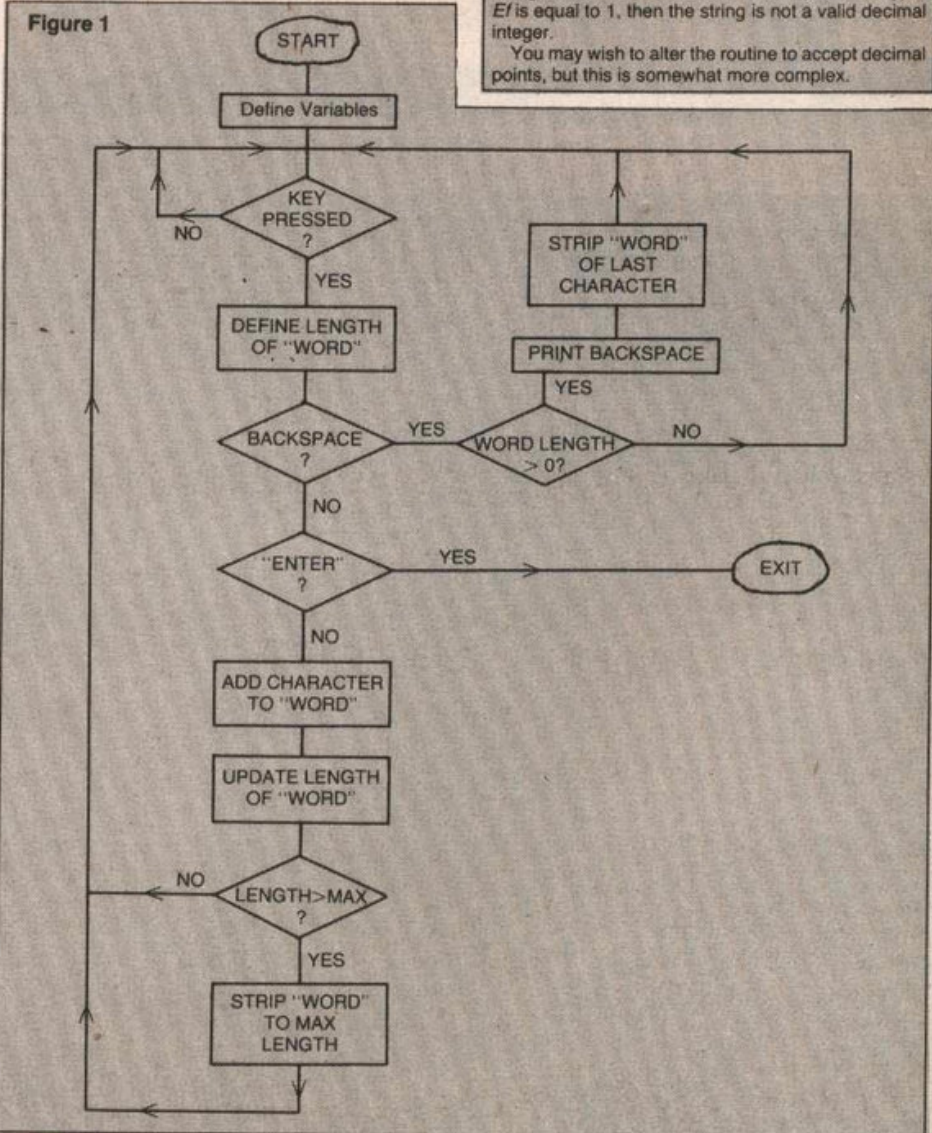 Ef is equal to 1, then the string is not a valid decimal
integer.
You may wish to alter the routine to accept decimal
points, but this is somewhat more complex.
Figure 1
START
Define Variables
KEY
PRESSED
?
NO
YES
DEFINE LENGTH
OF "WORD"
STRIP "WORD"
OF LAST
CHARACTER
PRINT BACKSPACE
YES
BACKSPACE
?
YES
WORD LENGTH
> 0?
NO
NO
"ENTER"
?
YES
EXIT
NO
ADD CHARACTER
TO "WORD"
UPDATE LENGTH
OF "WORD"
NO
LENGTH>MAX
?
YES
STRIP "WORD"
TO MAX
LENGTH